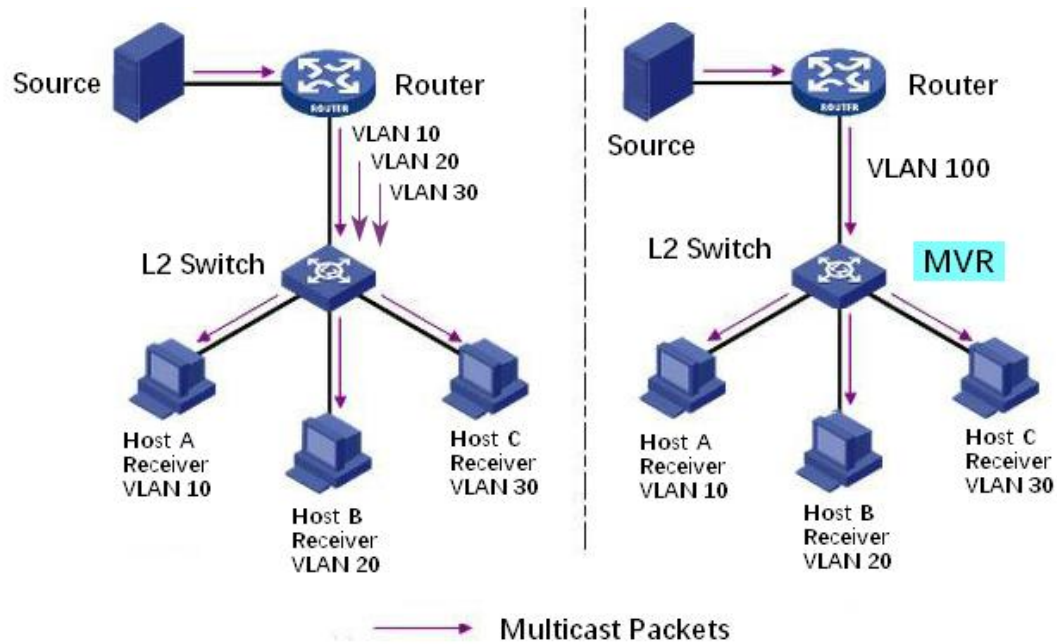 Source
Router
ROUTER
VLAN 10
VLAN 20
VLAN 30
L2 Switch
Host A
Receiver
VLAN 10
Host B
Receiver
VLAN 20
Host C
Receiver
VLAN 30
Source
Router
ROUTER
VLAN 100
L2 Switch
MVR
Host A
Receiver
VLAN 10
Host B
Receiver
VLAN 20
Host C
Receiver
VLAN 30
Multicast Packets